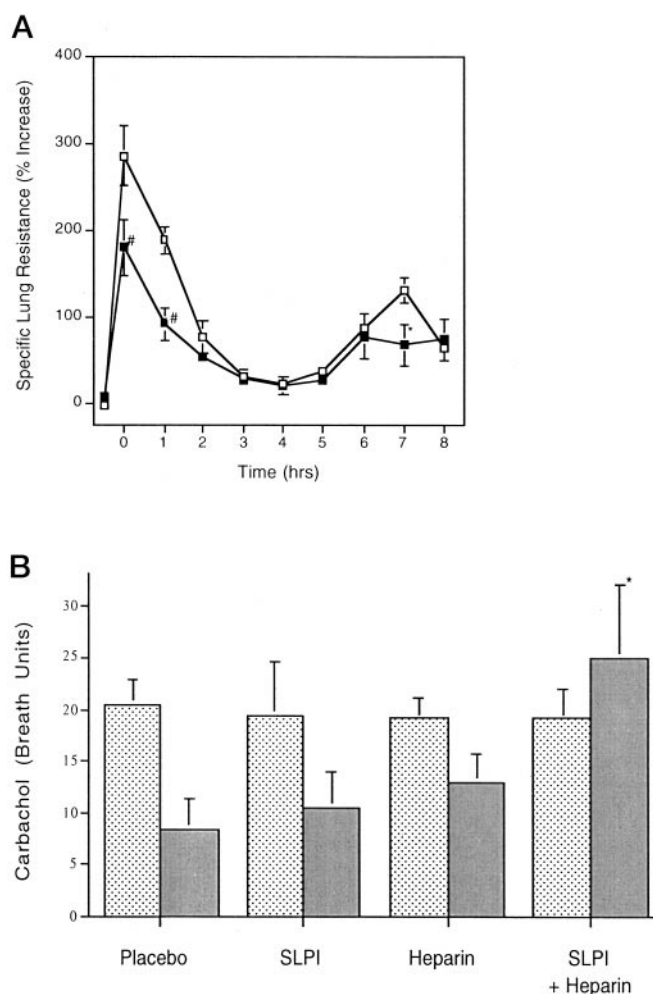 A
Specific Lung Resistance (% Increase)
400
300
200
100
0
#
#
*
0 1 2 3 4 5 6 7 8
Time (hrs)
B
Carbachol (Breath Units)
30
25
20
15
10
5
0
*
Placebo SLPI Heparin SLPI
+ Heparin